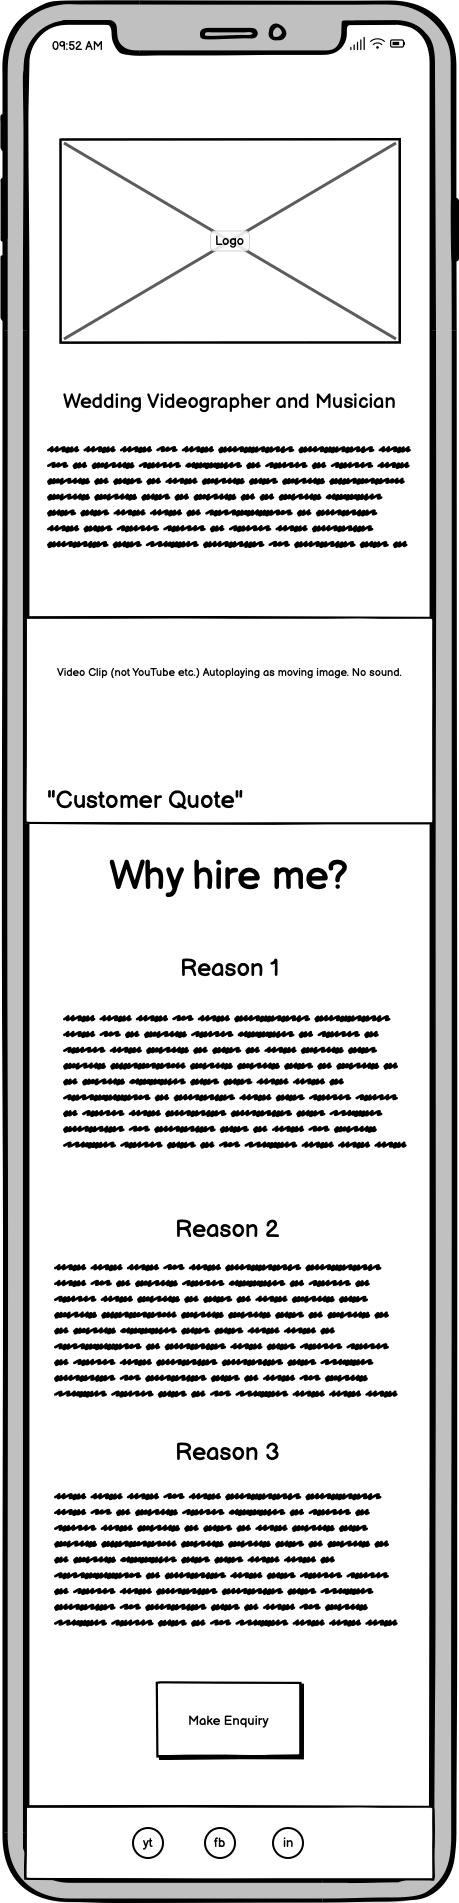 09:52 AM
Logo
Wedding Videographer and Musician
Video Clip (not YouTube etc.) Autoplaying as moving image. No sound.
"Customer Quote"
Why hire me?
Reason 1
Reason 2
Reason 3
Make Enquiry
yt fb in